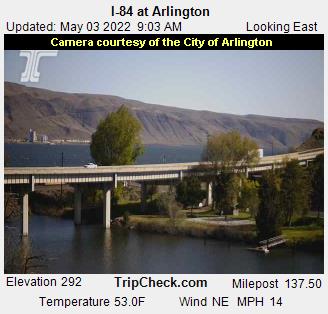 I-84 at Arlington
Updated: May 03 2022 9:03 AM Looking East
Camera courtesy of the City of Arlington
Elevation 292 TripCheck.com Milepost 137.50
Temperature 53.0F Wind NE MPH 14